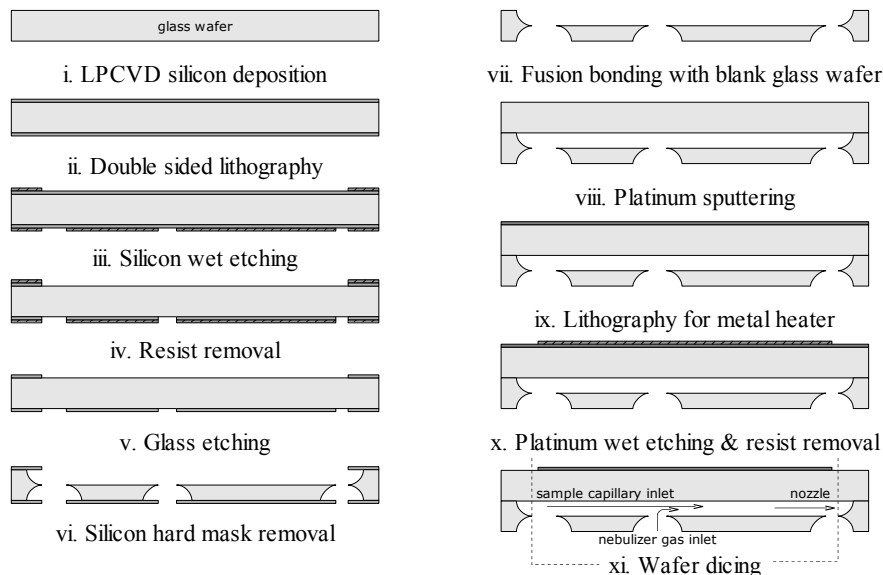 glass wafer
i. LPCVD silicon deposition
ii. Double sided lithography
iii. Silicon wet etching
iv. Resist removal
v. Glass etching
vi. Silicon hard mask removal
vii. Fusion bonding with blank glass wafer
viii. Platinum sputtering
ix. Lithography for metal heater
x. Platinum wet etching & resist removal
sample capillary inlet
nozzle
nebulizer gas inlet
xi. Wafer dicing